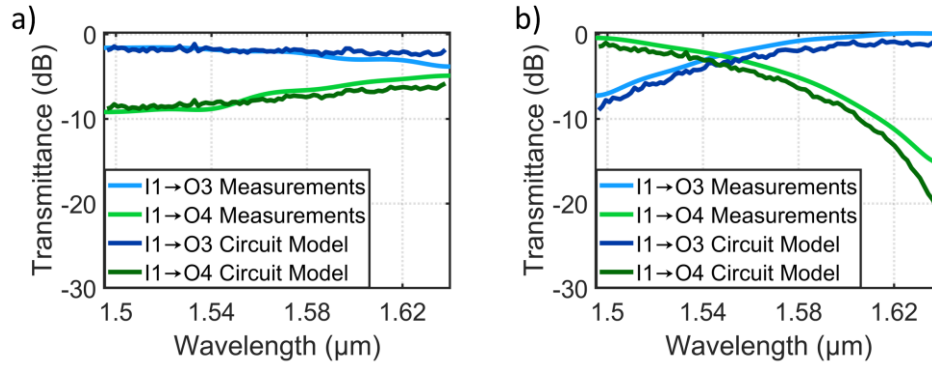 a)
Transmittance (dB)
0
-10
-20
-30
I1→O3 Measurements
I1→O4 Measurements
I1→O3 Circuit Model
I1→O4 Circuit Model
1.5 1.54 1.58 1.62
Wavelength (μm)
b)
Transmittance (dB)
0
-10
-20
-30
I1→O3 Measurements
I1→O4 Measurements
I1→O3 Circuit Model
I1→O4 Circuit Model
1.5 1.54 1.58 1.62
Wavelength (μm)